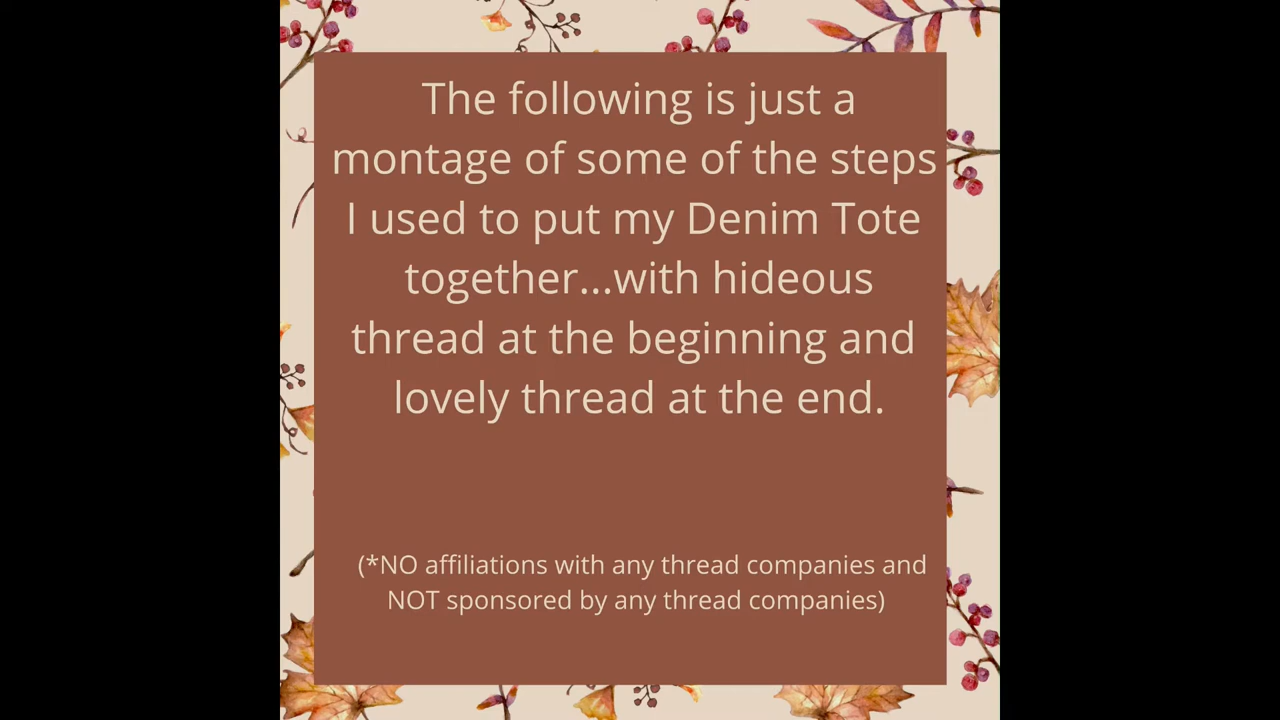 The following is just a
montage of some of the steps
I used to put my Denim Tote
together...with hideous
thread at the beginning and
lovely thread at the end.
(*NO affiliations with any thread companies and
NOT sponsored by any thread companies)